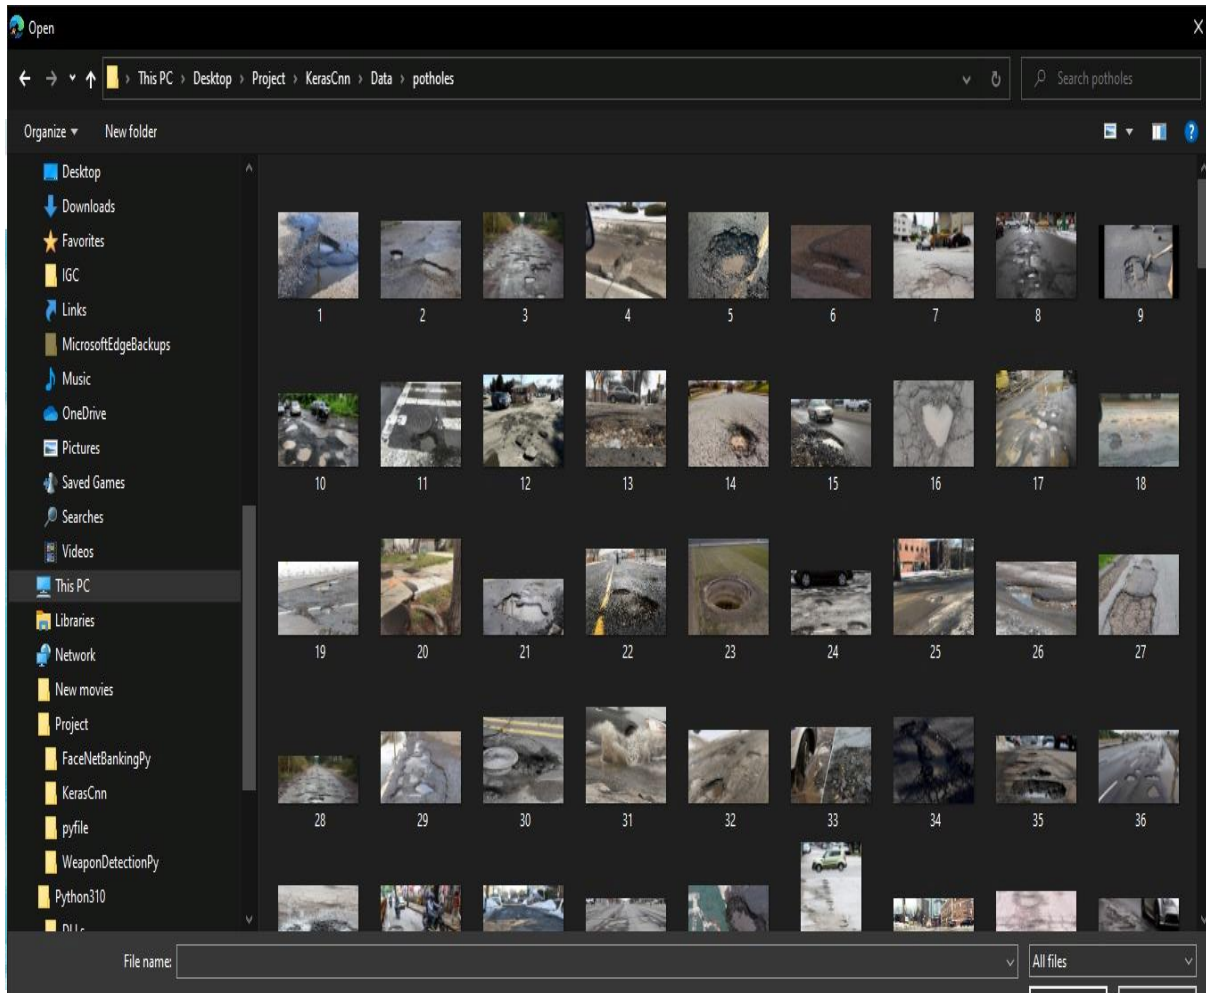 Open
This PC > Desktop > Project > KerasCnn > Data > potholes
Search potholes
Organize
New folder
Desktop
Downloads
Favorites
IGC
Links
MicrosoftEdgeBackups
Music
OneDrive
Pictures
Saved Games
Searches
Videos
This PC
Libraries
Network
New movies
Project
FaceNetBankingPy
KerasCnn
pyfile
WeaponDetectionPy
Python310
1 2 3 4 5 6 7 8 9
10 11 12 13 14 15 16 17 18
19 20 21 22 23 24 25 26 27
28 29 30 31 32 33 34 35 36
File name:
All files